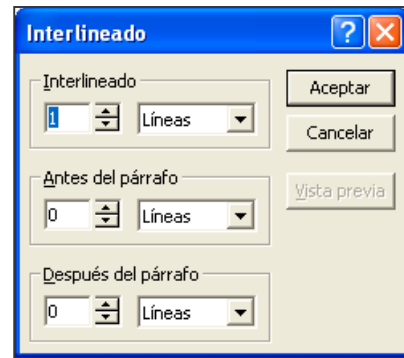 Interlineado
Interlineado
1 Líneas
Aceptar
Cancelar
Antes del párrafo
0 Líneas
Vista previa
Después del párrafo
0 Líneas